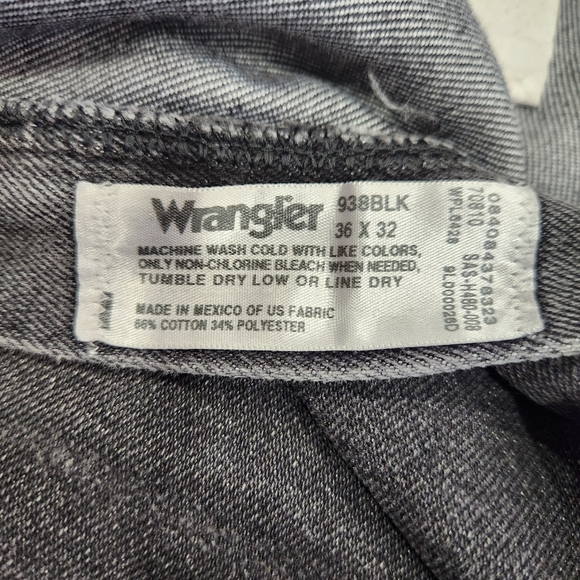 Wrangler
938BLK
36 X 32
MACHINE WASH COLD WITH LIKE COLORS,
ONLY NON-CHLORINE BLEACH WHEN NEEDED,
TUMBLE DRY LOW OR LINE DRY
MADE IN MEXICO OF US FABRIC
66% COTTON 34% POLYESTER
70810